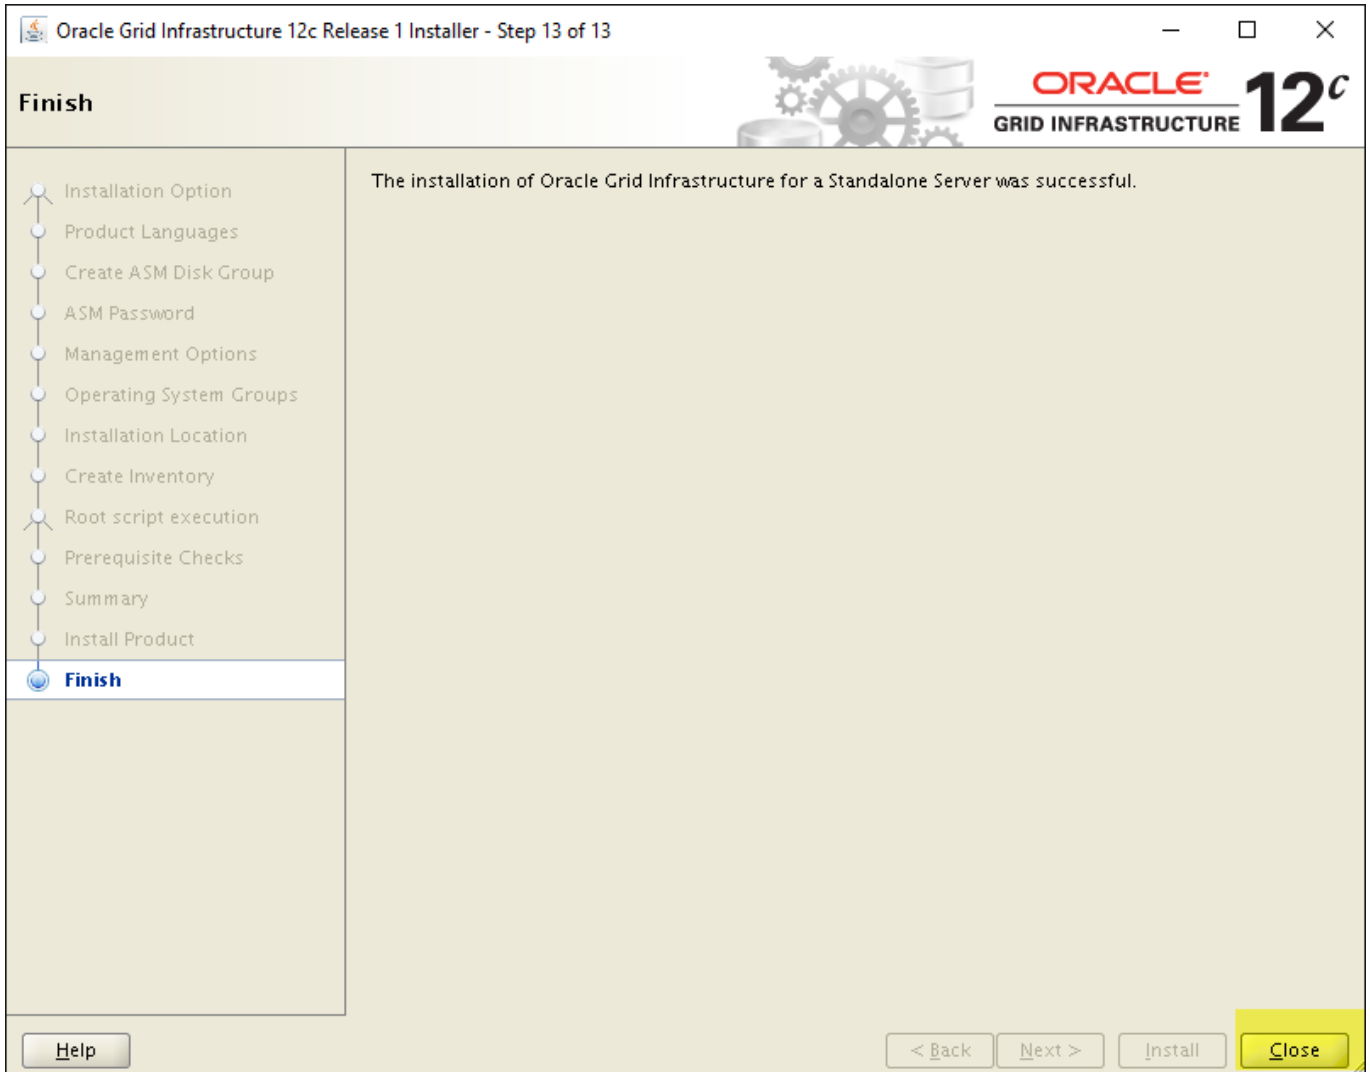 Oracle Grid Infrastructure 12c Release 1 Installer - Step 13 of 13
Finish
ORACLE
GRID INFRASTRUCTURE
12c
Installation Option
Product Languages
Create ASM Disk Group
ASM Password
Management Options
Operating System Groups
Installation Location
Create Inventory
Root script execution
Prerequisite Checks
Summary
Install Product
Finish
The installation of Oracle Grid Infrastructure for a Standalone Server was successful.
Help
< Back
Next >
Install
Close